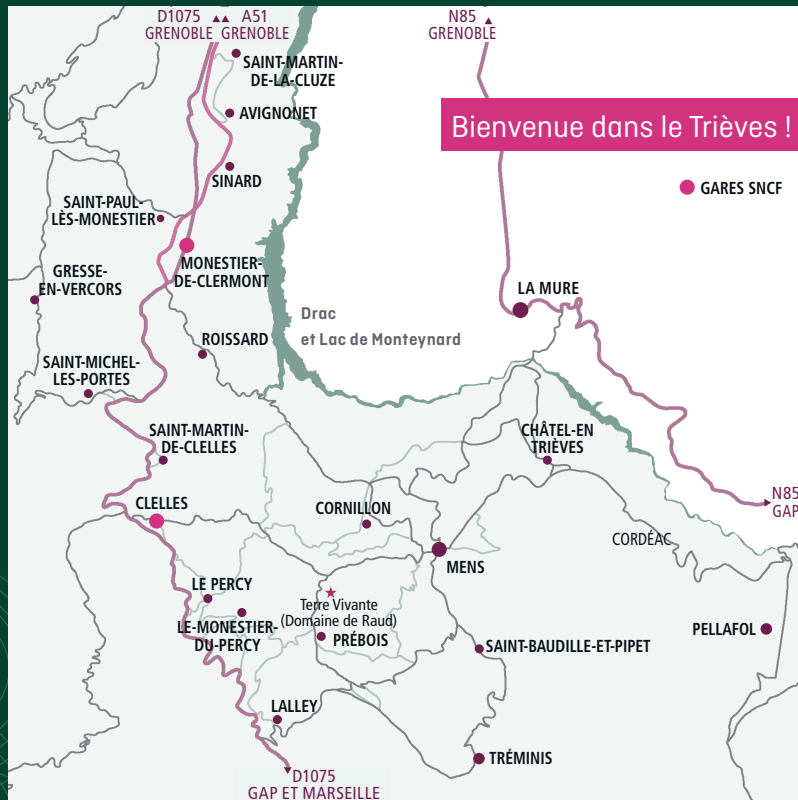 D1075
GRENOBLE
A51
GRENOBLE
N85
GRENOBLE
SAINT-MARTIN-
DE-LA-CLUZE
AVIGNONET
Bienvenue dans le Trièves !
SINARD
GARES SNCF
SAINT-PAUL-
LÈS-MONESTIER
MONESTIER-
DE-CLERMONT
GRESSE-
EN-VERCORS
LA MURE
Drac
et Lac de Monteynard
ROISSARD
SAINT-MICHEL-
LES-PORTES
SAINT-MARTIN-
DE-CLELLES
CHÂTEL-EN
TRIÈVES
CLELLES
CORNILLON
N85
GAP
CORDÉAC
MENS
LE PERCY
Terre Vivante
(Domaine de Raud)
LE-MONESTIER-
DU-PERCY
PRÉBOIS
PELLAFOL
SAINT-BAUDILLE-ET-PIPET
LALLEY
TRÉMINIS
D1075
GAP ET MARSEILLE